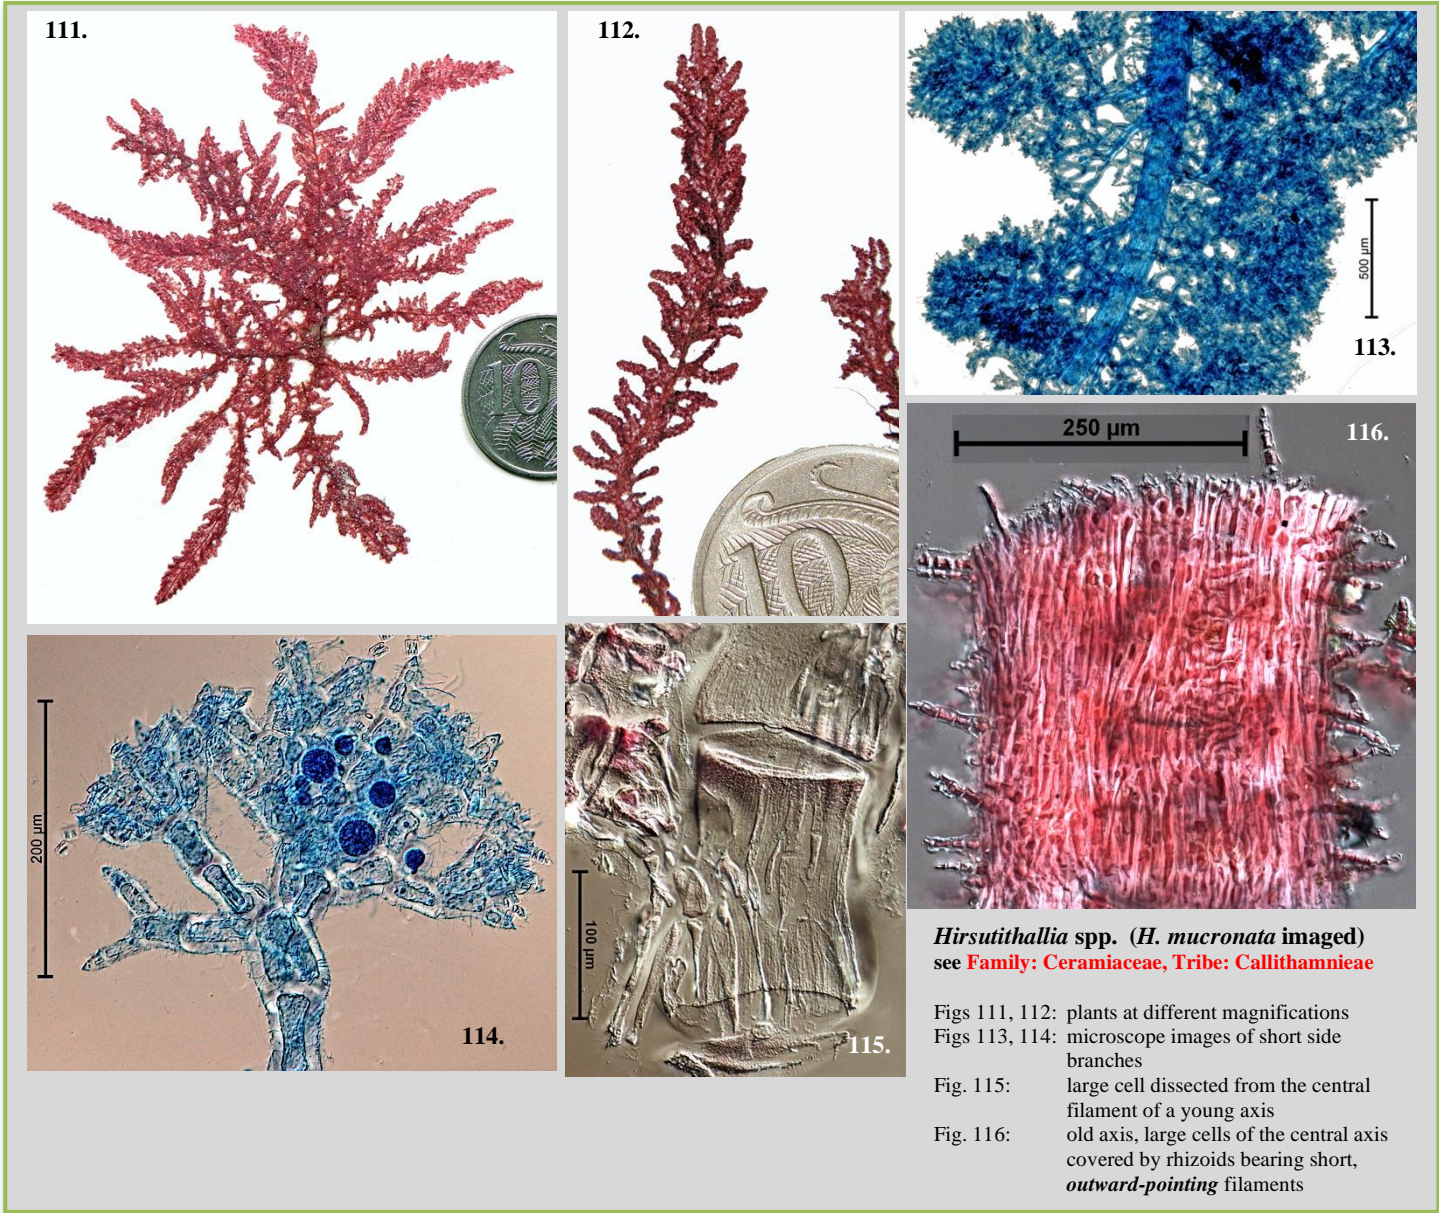 111.
112.
10
10
113.
500 µm
250 µm
116.
200 µm
114.
100 µm
115.
Hirsutithallia spp. (H. mucronata imaged)
see Family: Ceramiaceae, Tribe: Callithamnieae
Figs 111, 112: plants at different magnifications
Figs 113, 114: microscope images of short side
branches
Fig. 115: large cell dissected from the central
filament of a young axis
Fig. 116: old axis, large cells of the central axis
covered by rhizoids bearing short,
outward-pointing filaments